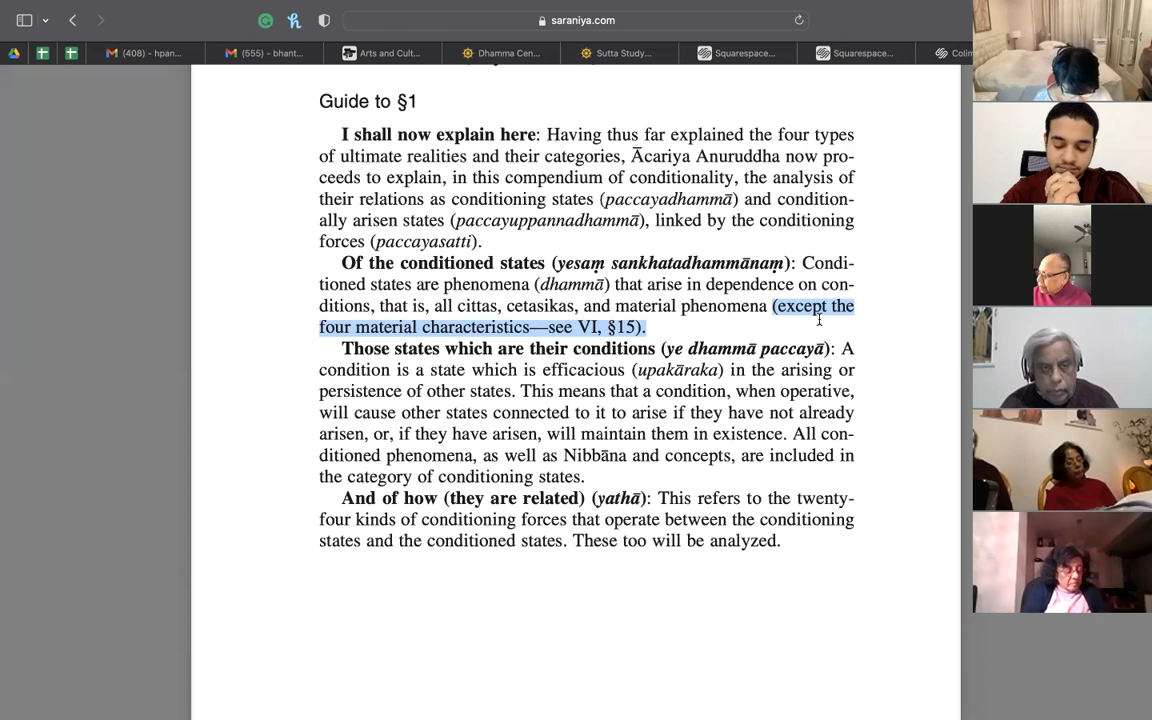 saraniya.com
(408) - hpan...
(555) - bhant...
Arts and Cult...
Dhamma Cen...
Sutta Study...
Squarespace...
Squarespace...
Colin
Guide to §1
I shall now explain here: Having thus far explained the four types
of ultimate realities and their categories, Ācariya Anuruddha now pro-
ceeds to explain, in this compendium of conditionality, the analysis of
their relations as conditioning states (paccayadhammā) and condition-
ally arisen states (paccayuppannadhammā), linked by the conditioning
forces (paccayasatti).
Of the conditioned states (yesaṃ sankhatadhammānaṃ): Condi-
tioned states are phenomena (dhammā) that arise in dependence on con-
ditions, that is, all cittas, cetasikas, and material phenomena (except the
four material characteristics—see VI, §15).
Those states which are their conditions (ye dhammā paccayā): A
condition is a state which is efficacious (upakāraka) in the arising or
persistence of other states. This means that a condition, when operative,
will cause other states connected to it to arise if they have not already
arisen, or, if they have arisen, will maintain them in existence. All con-
ditioned phenomena, as well as Nibbāna and concepts, are included in
the category of conditioning states.
And of how (they are related) (yathā): This refers to the twenty-
four kinds of conditioning forces that operate between the conditioning
states and the conditioned states. These too will be analyzed.